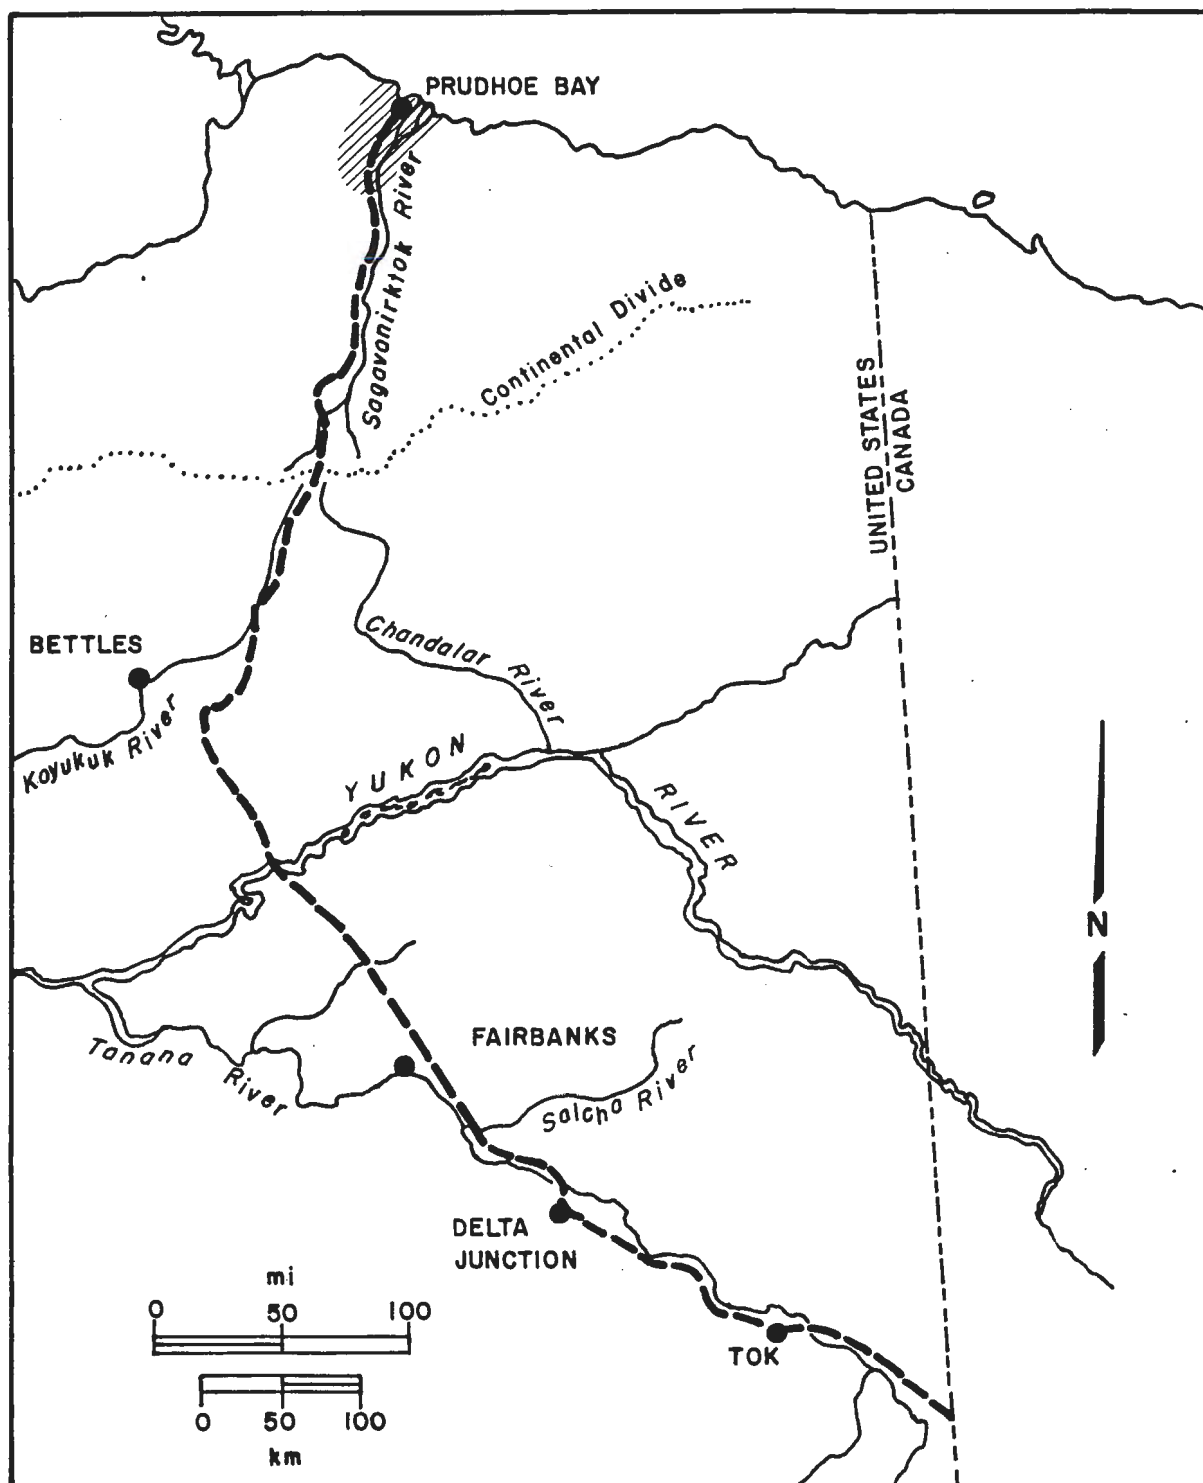 PRUDHOE BAY
Sagavanirktok River
Continental Divide
UNITED STATES
CANADA
BETTLES
Chandalar River
Koyukuk River
YUKON
RIVER
N
Tanana River
FAIRBANKS
Salcha River
DELTA
JUNCTION
TOK
mi
0 50 100
0 50 100
km